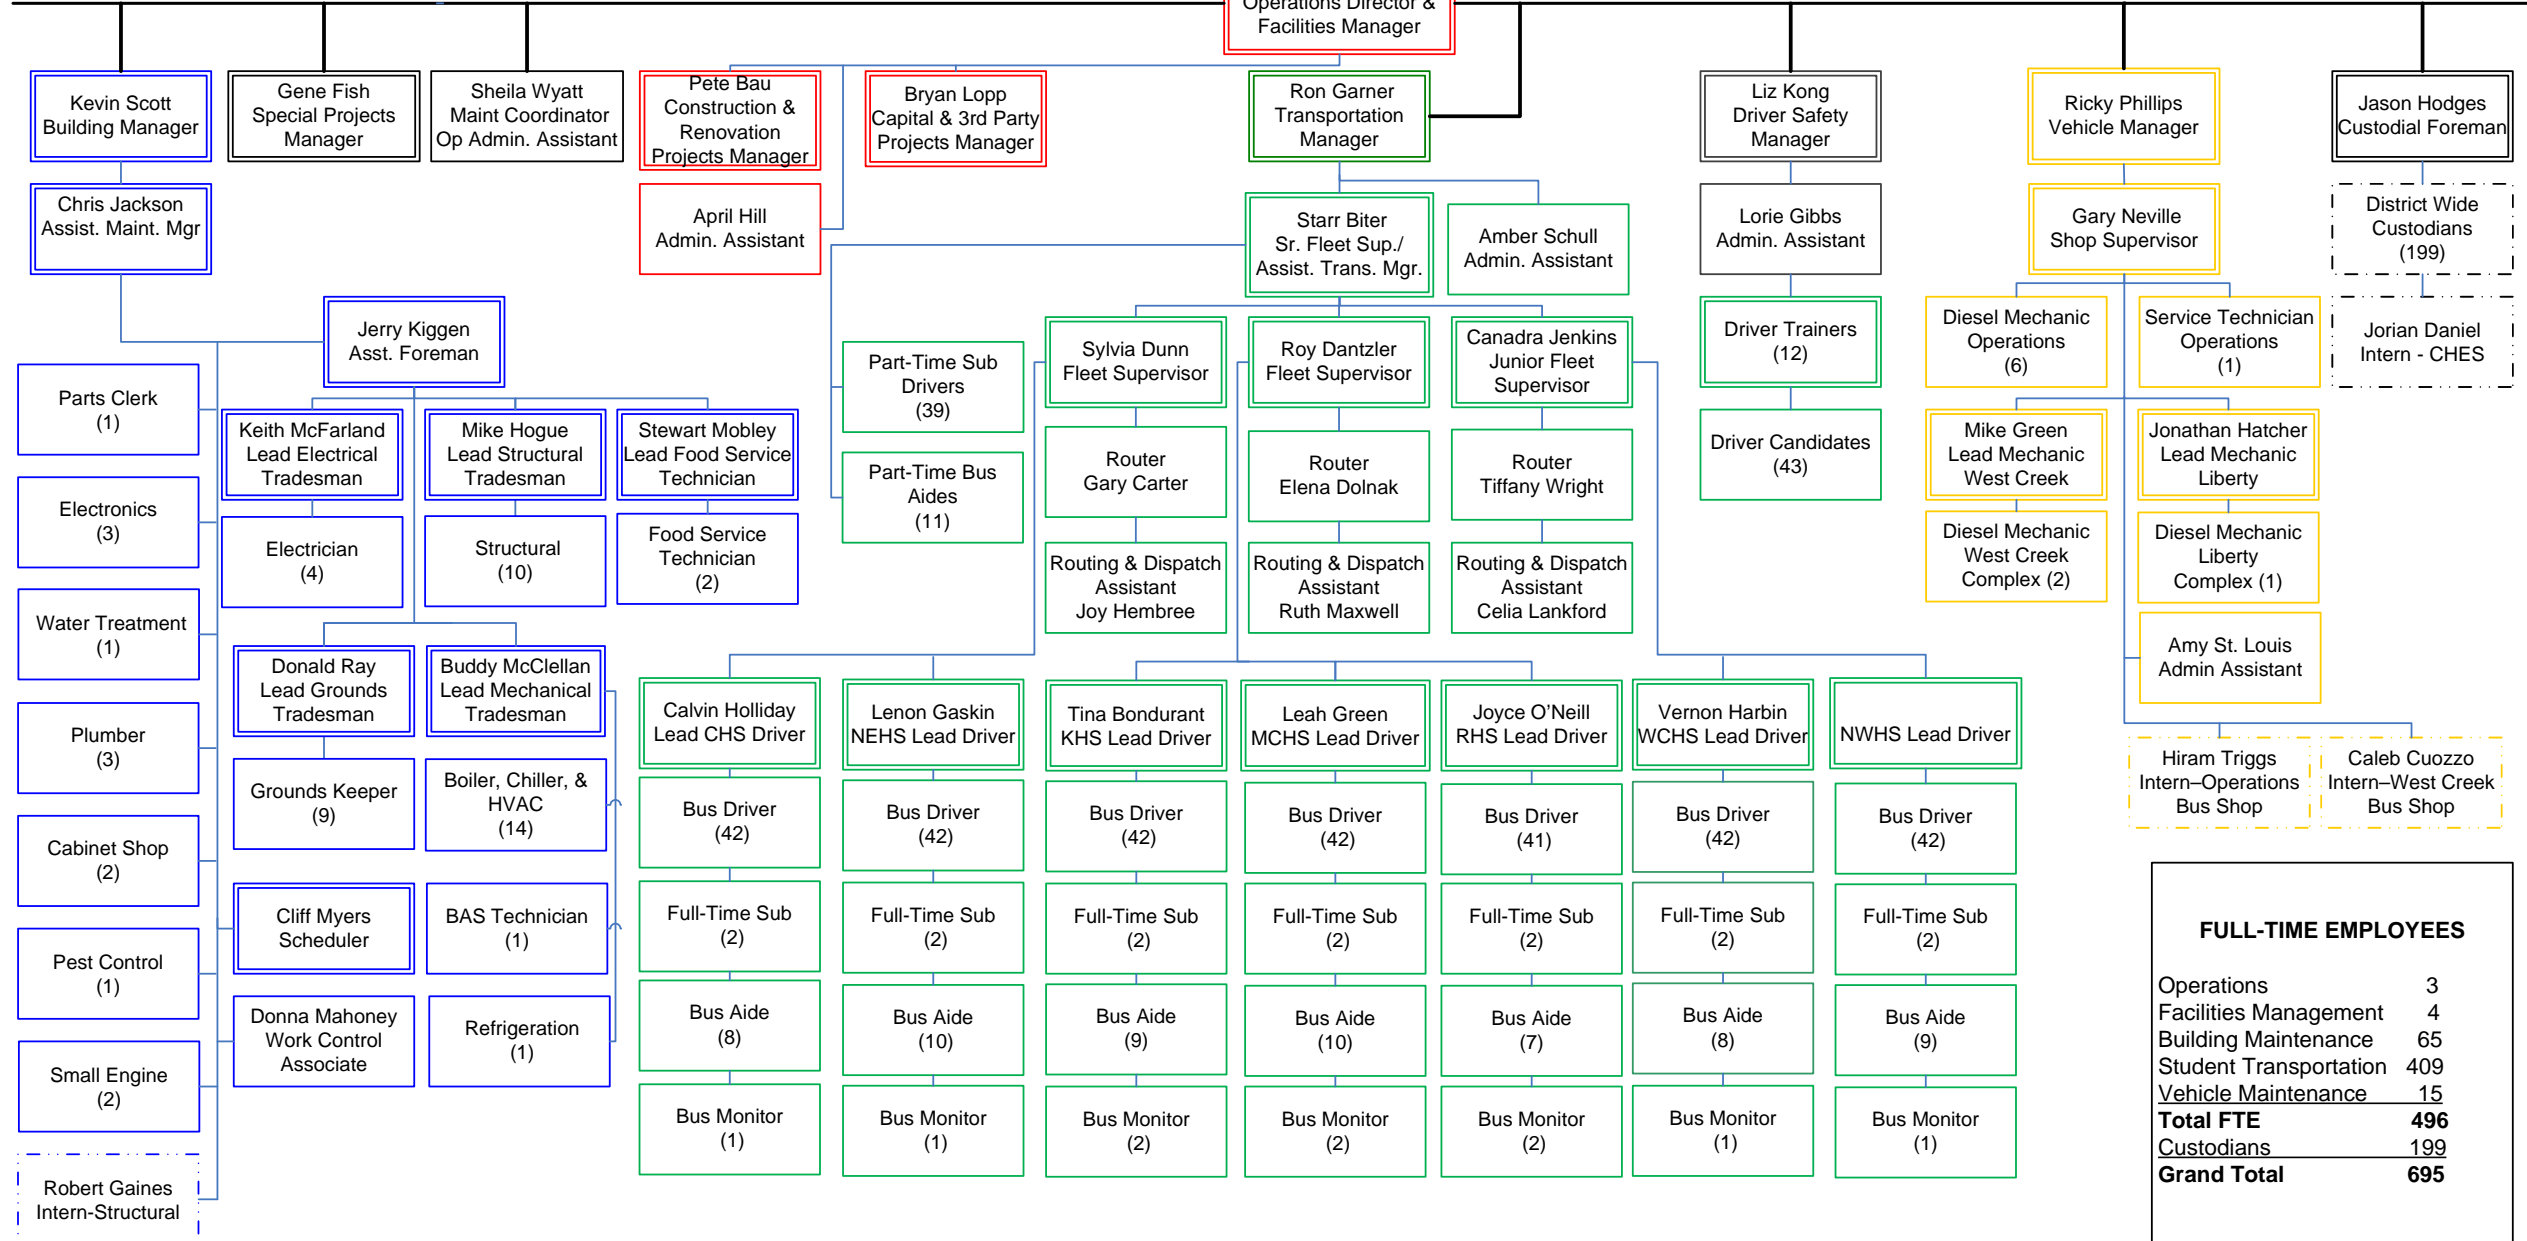 Operations Director &
Facilities Manager
Kevin Scott
Building Manager
Gene Fish
Special Projects
Manager
Sheila Wyatt
Maint Coordinator
Op Admin. Assistant
Pete Bau
Construction &
Renovation
Projects Manager
Bryan Lopp
Capital & 3rd Party
Projects Manager
Ron Garner
Transportation
Manager
Liz Kong
Driver Safety
Manager
Ricky Phillips
Vehicle Manager
Jason Hodges
Custodial Foreman
Chris Jackson
Assist. Maint. Mgr
April Hill
Admin. Assistant
Starr Biter
Sr. Fleet Sup./
Assist. Trans. Mgr.
Amber Schull
Admin. Assistant
Lorie Gibbs
Admin. Assistant
Gary Neville
Shop Supervisor
District Wide
Custodians
(199)
Jerry Kiggen
Asst. Foreman
Part-Time Sub
Drivers
(39)
Sylvia Dunn
Fleet Supervisor
Roy Dantzler
Fleet Supervisor
Canadra Jenkins
Junior Fleet
Supervisor
Driver Trainers
(12)
Diesel Mechanic
Operations
(6)
Service Technician
Operations
(1)
Jorian Daniel
Intern - CHES
Parts Clerk
(1)
Keith McFarland
Lead Electrical
Tradesman
Mike Hogue
Lead Structural
Tradesman
Stewart Mobley
Lead Food Service
Technician
Part-Time Bus
Aides
(11)
Router
Gary Carter
Router
Elena Dolnak
Router
Tiffany Wright
Driver Candidates
(43)
Mike Green
Lead Mechanic
West Creek
Jonathan Hatcher
Lead Mechanic
Liberty
Electronics
(3)
Electrician
(4)
Structural
(10)
Food Service
Technician
(2)
Routing & Dispatch
Assistant
Joy Hembree
Routing & Dispatch
Assistant
Ruth Maxwell
Routing & Dispatch
Assistant
Celia Lankford
Diesel Mechanic
West Creek
Complex (2)
Diesel Mechanic
Liberty
Complex (1)
Water Treatment
(1)
Donald Ray
Lead Grounds
Tradesman
Buddy McClellan
Lead Mechanical
Tradesman
Amy St. Louis
Admin Assistant
Plumber
(3)
Calvin Holliday
Lead CHS Driver
Lenon Gaskin
NEHS Lead Driver
Tina Bondurant
KHS Lead Driver
Leah Green
MCHS Lead Driver
Joyce O’Neill
RHS Lead Driver
Vernon Harbin
WCHS Lead Driver
NWHS Lead Driver
Hiram Triggs
Intern–Operations
Bus Shop
Caleb Cuozzo
Intern–West Creek
Bus Shop
Grounds Keeper
(9)
Boiler, Chiller, &
HVAC
(14)
Bus Driver
(42)
Bus Driver
(42)
Bus Driver
(42)
Bus Driver
(42)
Bus Driver
(41)
Bus Driver
(42)
Bus Driver
(42)
Cabinet Shop
(2)
Cliff Myers
Scheduler
BAS Technician
(1)
Full-Time Sub
(2)
Full-Time Sub
(2)
Full-Time Sub
(2)
Full-Time Sub
(2)
Full-Time Sub
(2)
Full-Time Sub
(2)
Full-Time Sub
(2)
Pest Control
(1)
Donna Mahoney
Work Control
Associate
Refrigeration
(1)
Bus Aide
(8)
Bus Aide
(10)
Bus Aide
(9)
Bus Aide
(10)
Bus Aide
(7)
Bus Aide
(8)
Bus Aide
(9)
Small Engine
(2)
Bus Monitor
(1)
Bus Monitor
(1)
Bus Monitor
(2)
Bus Monitor
(2)
Bus Monitor
(2)
Bus Monitor
(1)
Bus Monitor
(1)
Robert Gaines
Intern-Structural
FULL-TIME EMPLOYEES
Operations 3
Facilities Management 4
Building Maintenance 65
Student Transportation 409
Vehicle Maintenance 15
Total FTE 496
Custodians 199
Grand Total 695